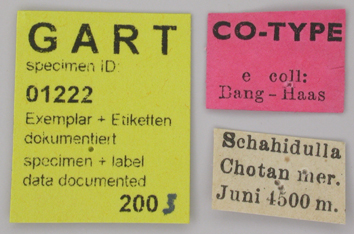 GART
specimen ID:
01222
Exemplar + Etiketten
dokumentiert
specimen + label
data documented
2003
CO-TYPE
e coll:
Dang-Haas
Schahidulla
Chotan mer.
Juni 4500 m.